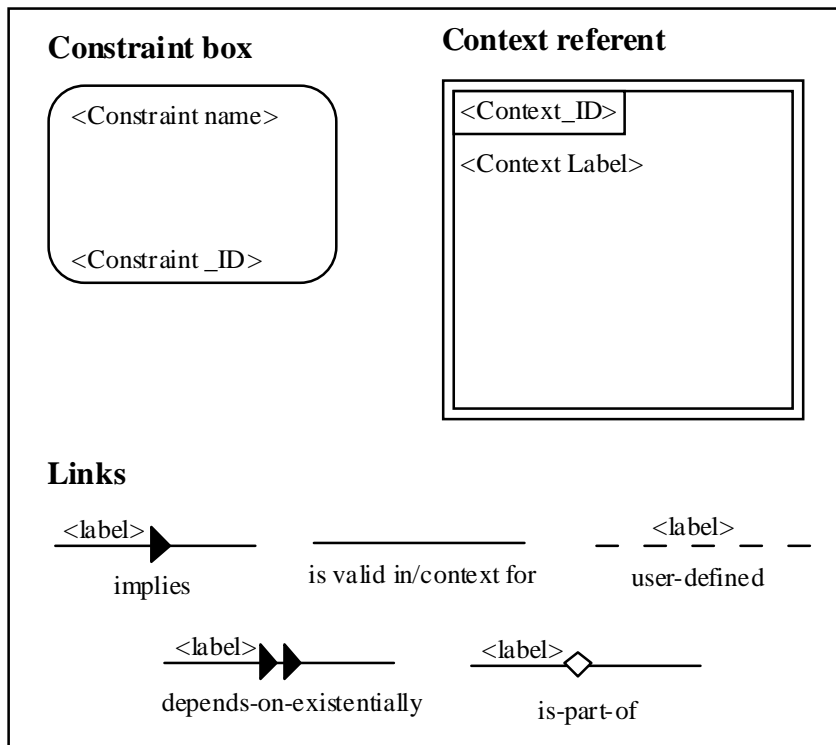 Constraint box
Context referent
<Constraint name>
<Constraint _ID>
<Context_ID>
<Context Label>
Links
<label>
implies
is valid in/context for
<label>
user-defined
<label>
depends-on-existentially
<label>
is-part-of